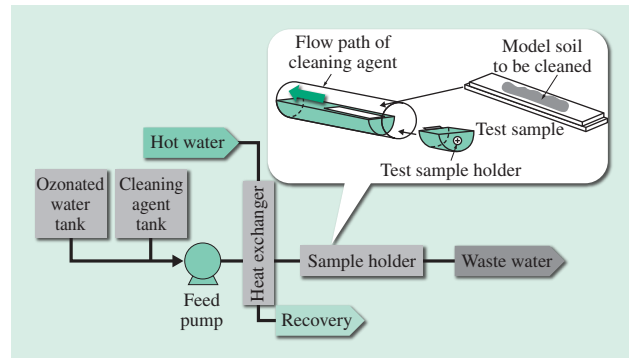 Flow path of
cleaning agent
Model soil
to be cleaned
Test sample
Test sample holder
Hot water
Ozonated
water
tank
Cleaning
agent
tank
Heat exchanger
Sample holder
Waste water
Feed
pump
Recovery